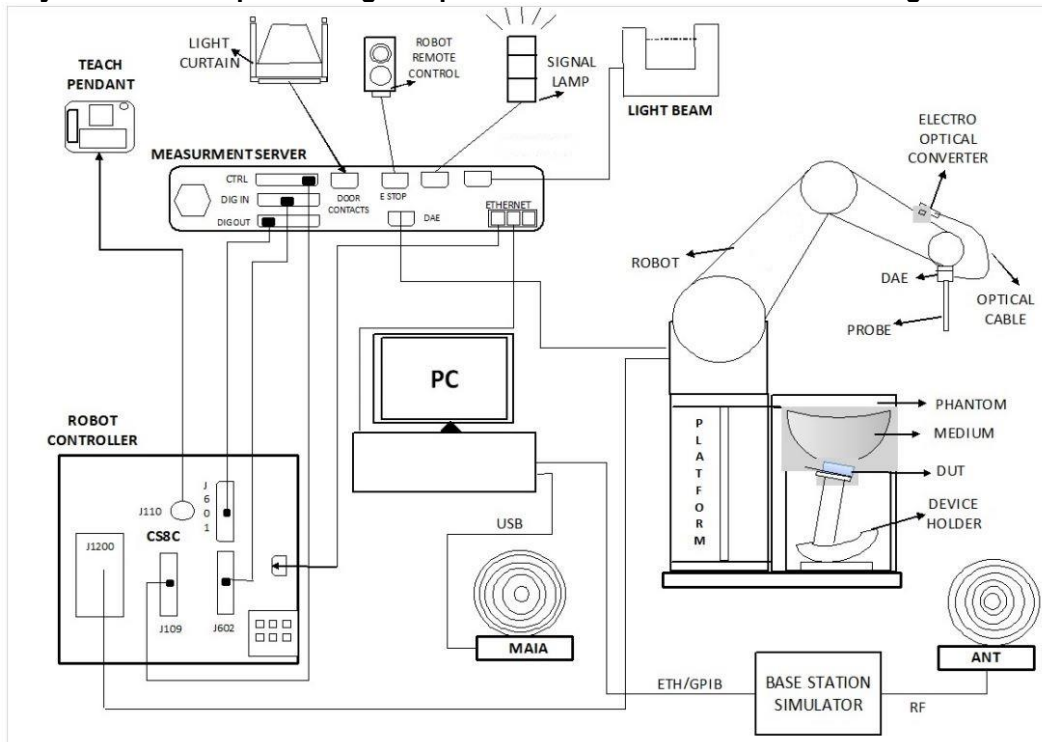 LIGHT
CURTAIN
ROBOT
REMOTE
CONTROL
SIGNAL
LAMP
LIGHT BEAM
TEACH
PENDANT
ELECTRO
OPTICAL
CONVERTER
MEASURMENT SERVER
CTRL
DIG IN
DIG OUT
DOOR
CONTACTS
E STOP
DAE
ETHERNET
ROBOT
DAE
OPTICAL
CABLE
PROBE
PC
PLATFORM
PHANTOM
MEDIUM
DUT
DEVICE
HOLDER
ROBOT
CONTROLLER
J601
J110
CS8C
J1200
J109
J602
USB
MAIA
ETH/GPIB
BASE STATION
SIMULATOR
RF
ANT